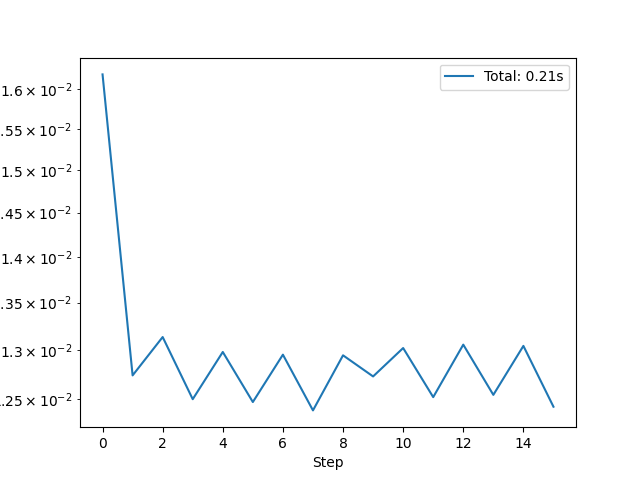 Total: 0.21s
1.6 × 10⁻²
.55 × 10⁻²
1.5 × 10⁻²
.45 × 10⁻²
1.4 × 10⁻²
.35 × 10⁻²
1.3 × 10⁻²
.25 × 10⁻²
0 2 4 6 8 10 12 14
Step